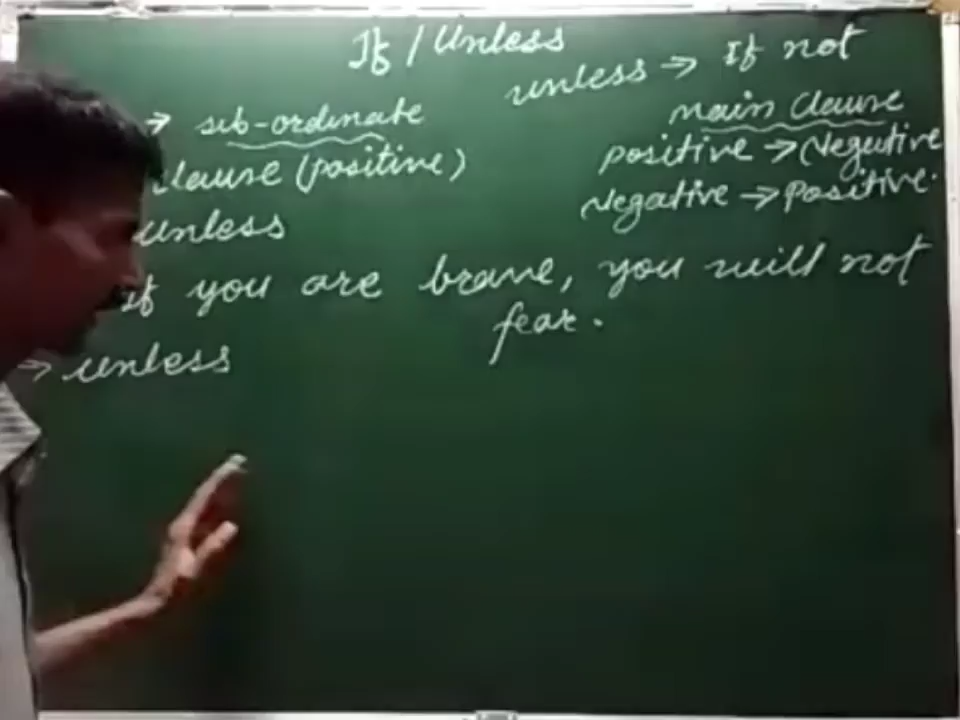 If / Unless
unless → If not
→ sub-ordinate
clause (positive)
unless
main clause
positive → Negative
Negative → Positive.
If you are brave, you will not
fear.
→ unless